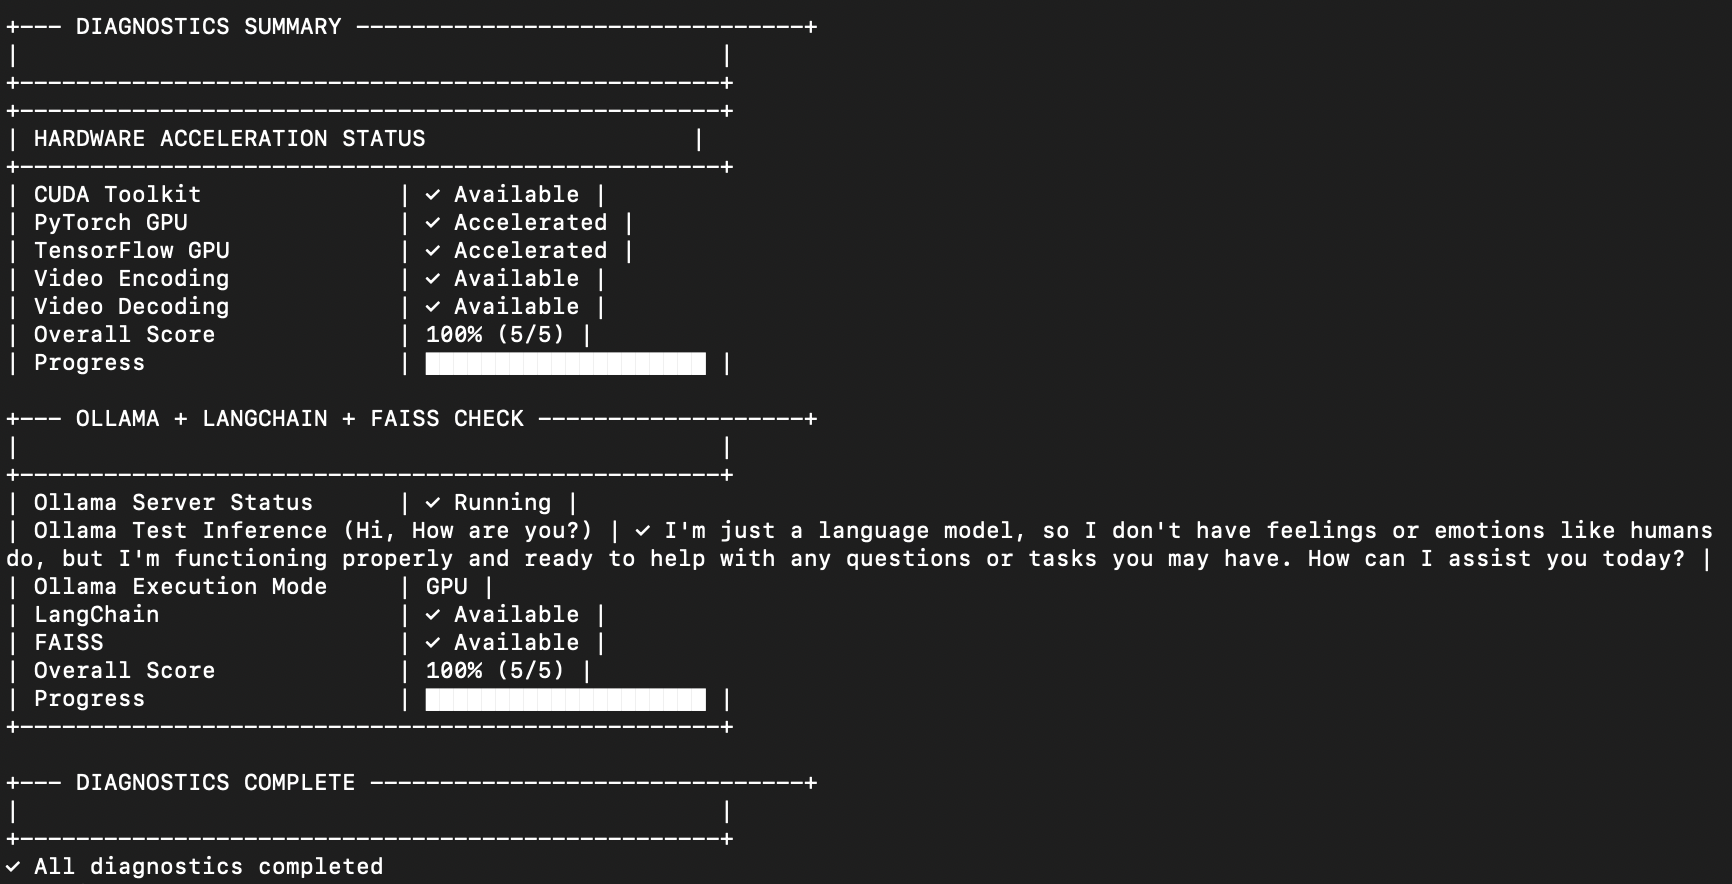 +--- DIAGNOSTICS SUMMARY --------------------------------+
|                                                   |
+--------------------------------------------------+
+--------------------------------------------------+
| HARDWARE ACCELERATION STATUS                   |
+--------------------------------------------------+
| CUDA Toolkit              | ✓ Available |
| PyTorch GPU               | ✓ Accelerated |
| TensorFlow GPU            | ✓ Accelerated |
| Video Encoding            | ✓ Available |
| Video Decoding            | ✓ Available |
| Overall Score             | 100% (5/5) |
| Progress                  | ████████████████████ |
+--- OLLAMA + LANGCHAIN + FAISS CHECK -------------------+
|                                                   |
+--------------------------------------------------+
| Ollama Server Status      | ✓ Running |
| Ollama Test Inference (Hi, How are you?) | ✓ I'm just a language model, so I don't have feelings or emotions like humans
do, but I'm functioning properly and ready to help with any questions or tasks you may have. How can I assist you today? |
| Ollama Execution Mode     | GPU |
| LangChain                 | ✓ Available |
| FAISS                     | ✓ Available |
| Overall Score             | 100% (5/5) |
| Progress                  | ████████████████████ |
+--------------------------------------------------+
+--- DIAGNOSTICS COMPLETE -------------------------------+
|                                                   |
+--------------------------------------------------+
✓ All diagnostics completed